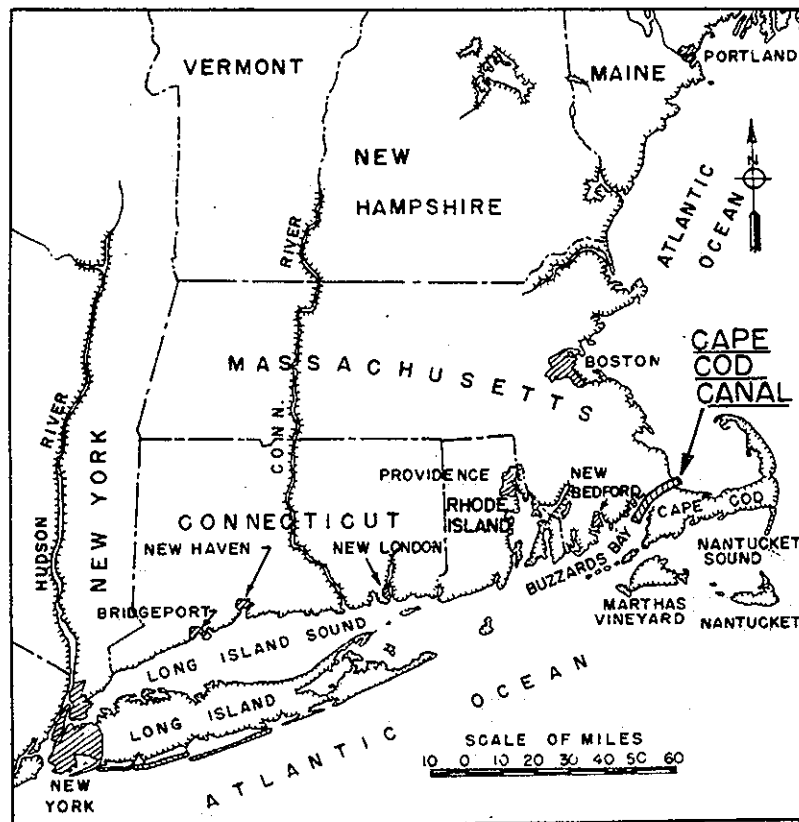 VERMONT
MAINE
PORTLAND
NEW
HAMPSHIRE
N
ATLANTIC
OCEAN
RIVER
CONN.
MASSACHUSETTS
BOSTON
CAPE
COD
CANAL
HUDSON
RIVER
NEW YORK
PROVIDENCE
RHODE
ISLAND
NEW
BEDFORD
CAPE COD
CONNECTICUT
NEW HAVEN
NEW LONDON
BUZZARDS BAY
NANTUCKET
SOUND
BRIDGEPORT
MARTHAS
VINEYARD
NANTUCKET
LONG ISLAND SOUND
LONG ISLAND
ATLANTIC OCEAN
NEW
YORK
SCALE OF MILES
10 0 10 20 30 40 50 60